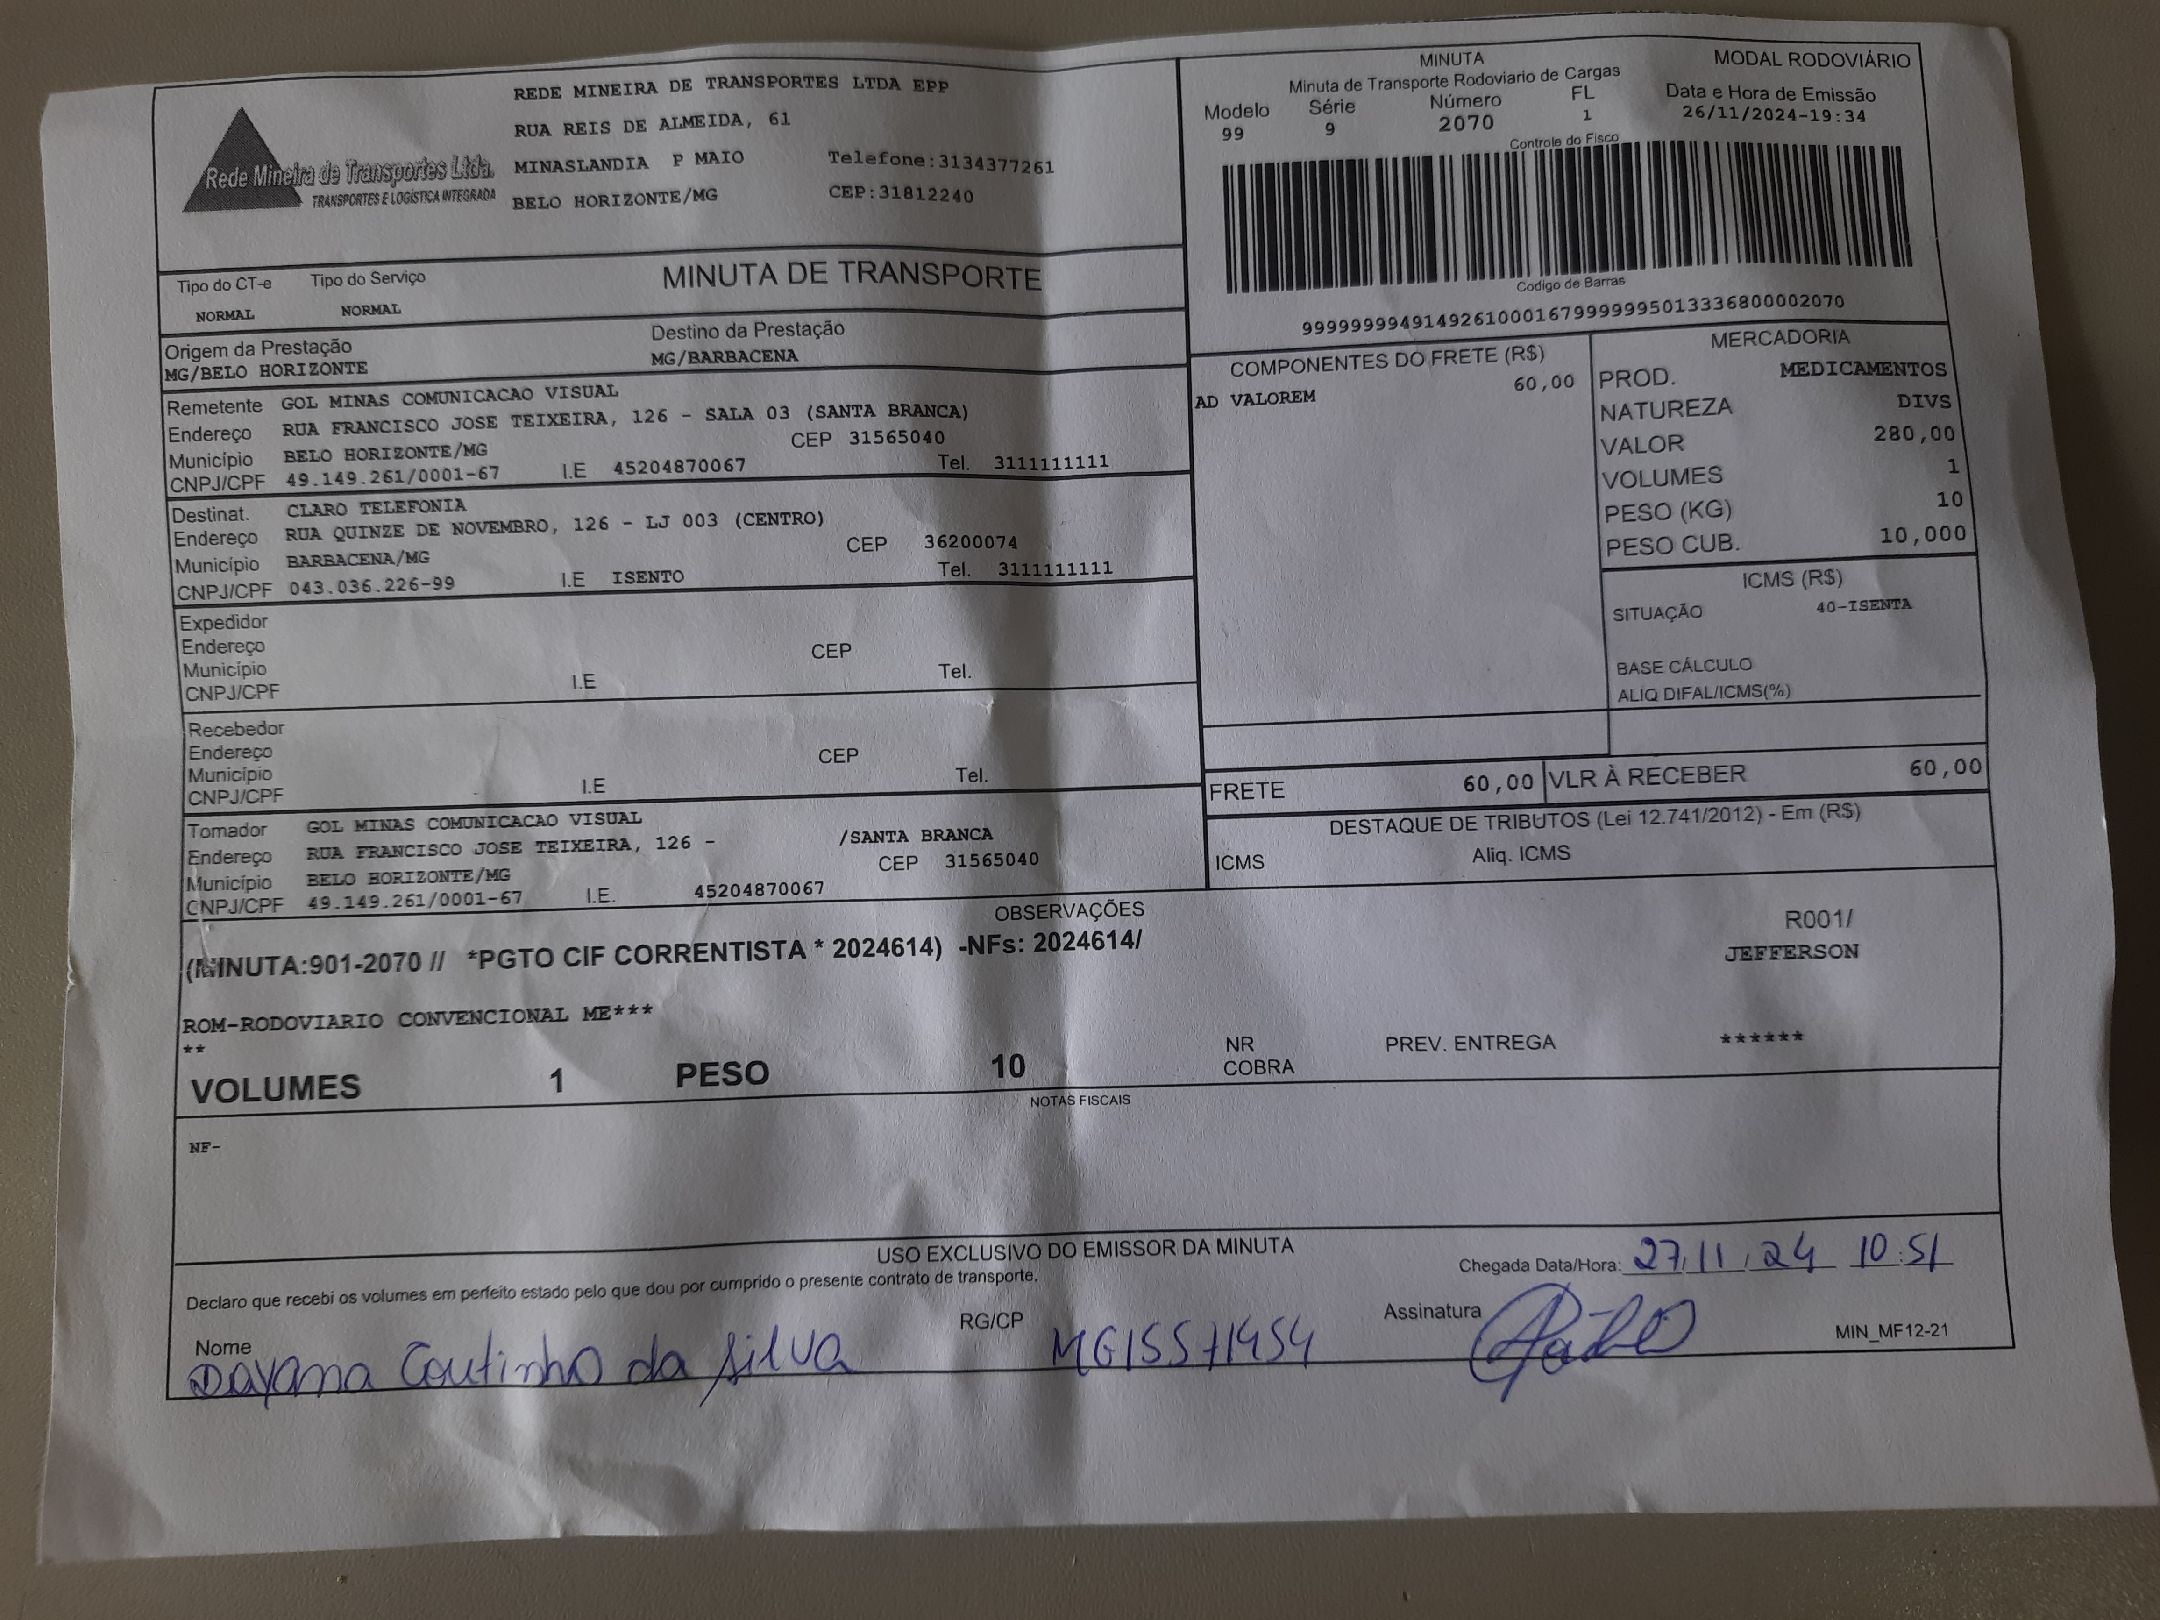 Rede Mineira de Transportes Ltda.
TRANSPORTES E LOGÍSTICA INTEGRADA
REDE MINEIRA DE TRANSPORTES LTDA EPP
RUA REIS DE ALMEIDA, 61
MINASLANDIA P MAIO Telefone:3134377261
BELO HORIZONTE/MG CEP:31812240
MINUTA
Minuta de Transporte Rodoviario de Cargas
MODAL RODOVIÁRIO
Modelo Série Número FL Data e Hora de Emissão
99 9 2070 1 26/11/2024-19:34
Controle do Fisco
Codigo de Barras
Tipo do CT-e Tipo do Serviço MINUTA DE TRANSPORTE
NORMAL NORMAL
Origem da Prestação Destino da Prestação
MG/BELO HORIZONTE MG/BARBACENA
Remetente GOL MINAS COMUNICACAO VISUAL
Endereço RUA FRANCISCO JOSE TEIXEIRA, 126 - SALA 03 (SANTA BRANCA)
Município BELO HORIZONTE/MG CEP 31565040
CNPJ/CPF 49.149.261/0001-67 I.E 45204870067 Tel. 3111111111
Destinat. CLARO TELEFONIA
Endereço RUA QUINZE DE NOVEMBRO, 126 - LJ 003 (CENTRO)
Município BARBACENA/MG CEP 36200074
CNPJ/CPF 043.036.226-99 I.E ISENTO Tel. 3111111111
Expedidor
Endereço
Município CEP
CNPJ/CPF I.E Tel.
Recebedor
Endereço
Município CEP
CNPJ/CPF I.E Tel.
Tomador GOL MINAS COMUNICACAO VISUAL
Endereço RUA FRANCISCO JOSE TEIXEIRA, 126 - /SANTA BRANCA
Município BELO HORIZONTE/MG CEP 31565040
CNPJ/CPF 49.149.261/0001-67 I.E. 45204870067
COMPONENTES DO FRETE (R$)
AD VALOREM 60,00
MERCADORIA
PROD. MEDICAMENTOS
NATUREZA DIVS
VALOR 280,00
VOLUMES 1
PESO (KG) 10
PESO CUB. 10,000
ICMS (R$)
SITUAÇÃO 40-ISENTA
BASE CÁLCULO
ALIQ DIFAL/ICMS(%)
FRETE 60,00 VLR À RECEBER 60,00
DESTAQUE DE TRIBUTOS (Lei 12.741/2012) - Em (R$)
ICMS Aliq. ICMS
OBSERVAÇÕES
(MINUTA:901-2070 // *PGTO CIF CORRENTISTA * 2024614) -NFs: 2024614/
R001/
JEFFERSON
ROM-RODOVIARIO CONVENCIONAL ME***
**
VOLUMES 1 PESO 10
NR
COBRA
PREV. ENTREGA ******
NOTAS FISCAIS
NF-
USO EXCLUSIVO DO EMISSOR DA MINUTA
Declaro que recebi os volumes em perfeito estado pelo que dou por cumprido o presente contrato de transporte.
Chegada Data/Hora: 27/11/24 10:51
Nome Dayana Coutinho da Silva
RG/CP MG15571454
Assinatura
MIN_MF12-21